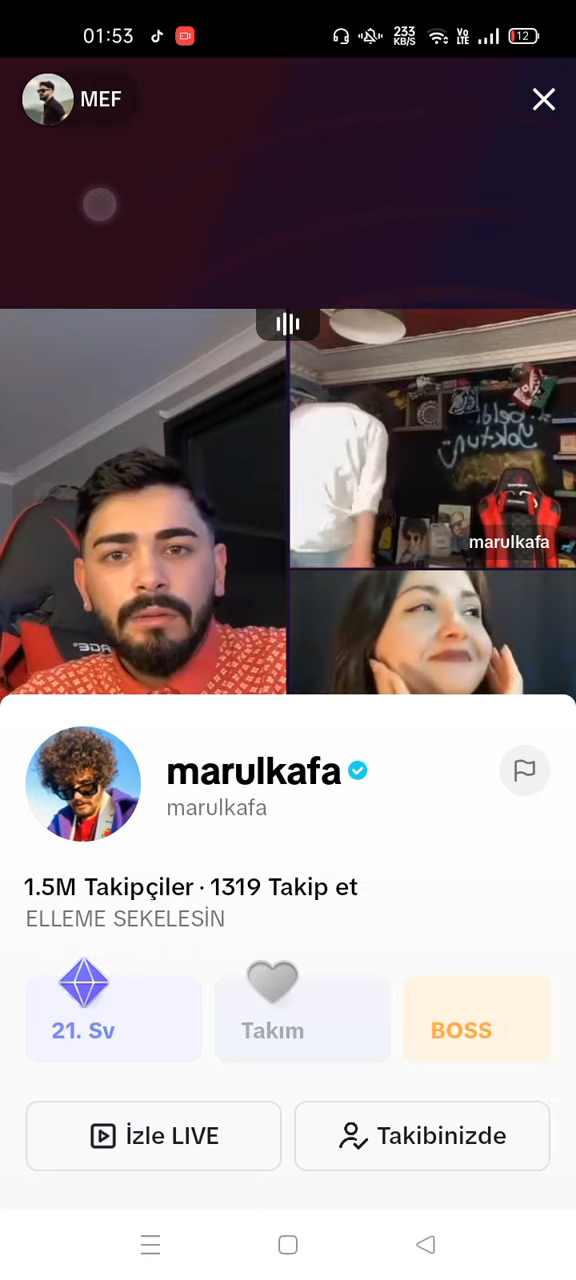 01:53
233 KB/S
Vo LTE
12
MEF
marulkafa
marulkafa
marulkafa
1.5M Takipçiler · 1319 Takip et
ELLEME SEKELESİN
21. Sv
Takım
BOSS
İzle LIVE
Takibinizde